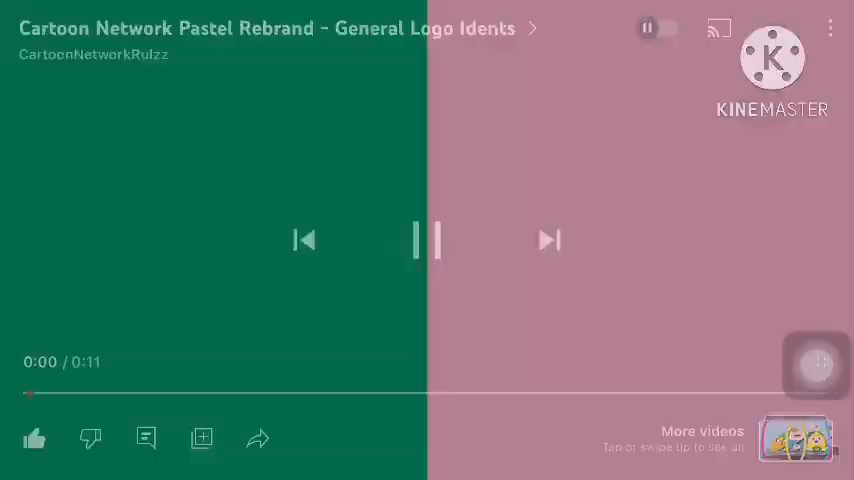 Cartoon Network Pastel Rebrand - General Logo Idents
CartoonNetworkRulzz
K
KINEMASTER
0:00 / 0:11
More videos
Tap or swipe up to see all